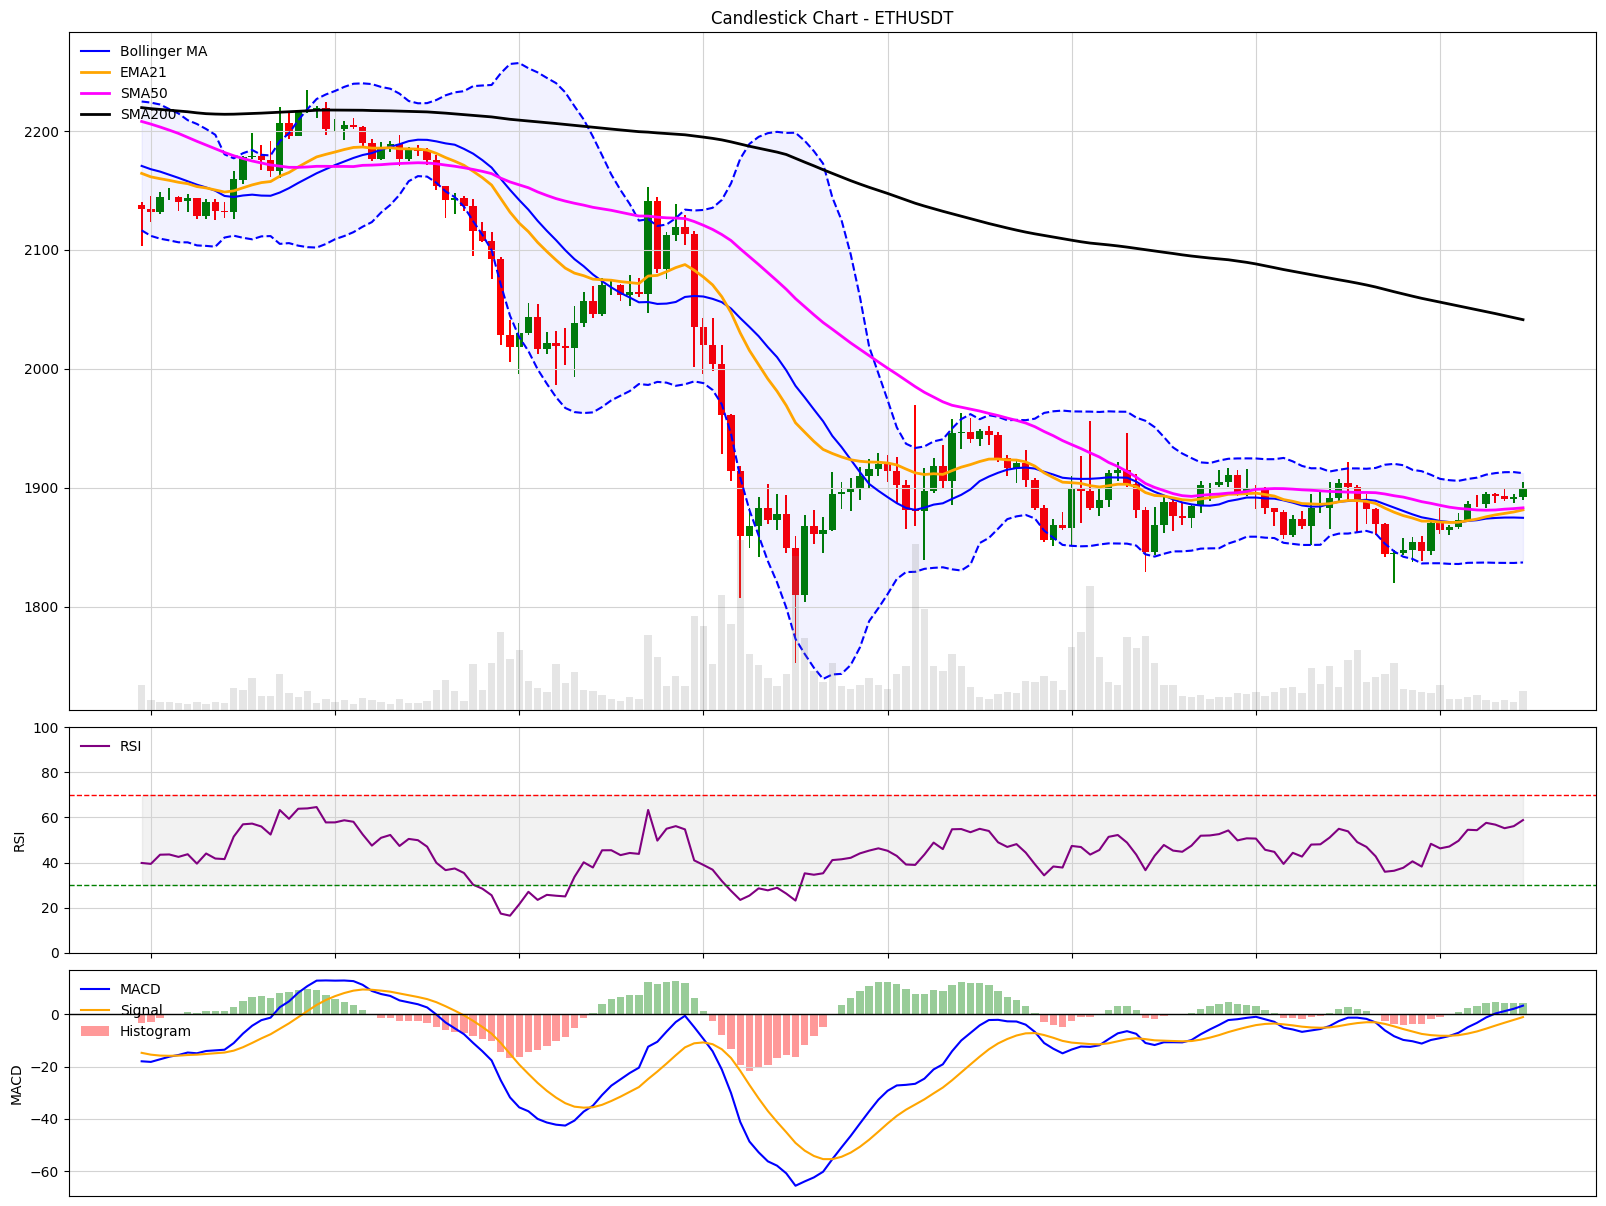 Candlestick Chart - ETHUSDT
Bollinger MA
EMA21
SMA50
SMA200
2200
2100
2000
1900
1800
RSI
100
80
60
40
20
0
RSI
MACD
Signal
Histogram
0
−20
−40
−60
MACD